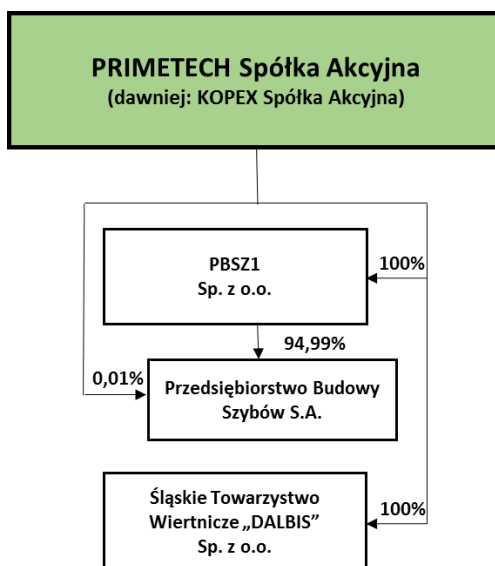 PRIMETECH Spółka Akcyjna
(dawniej: KOPEX Spółka Akcyjna)
PBSZ1
Sp. z o.o.
100%
94,99%
0,01%
Przedsiębiorstwo Budowy
Szybów S.A.
Śląskie Towarzystwo
Wiertnicze „DALBIS”
Sp. z o.o.
100%